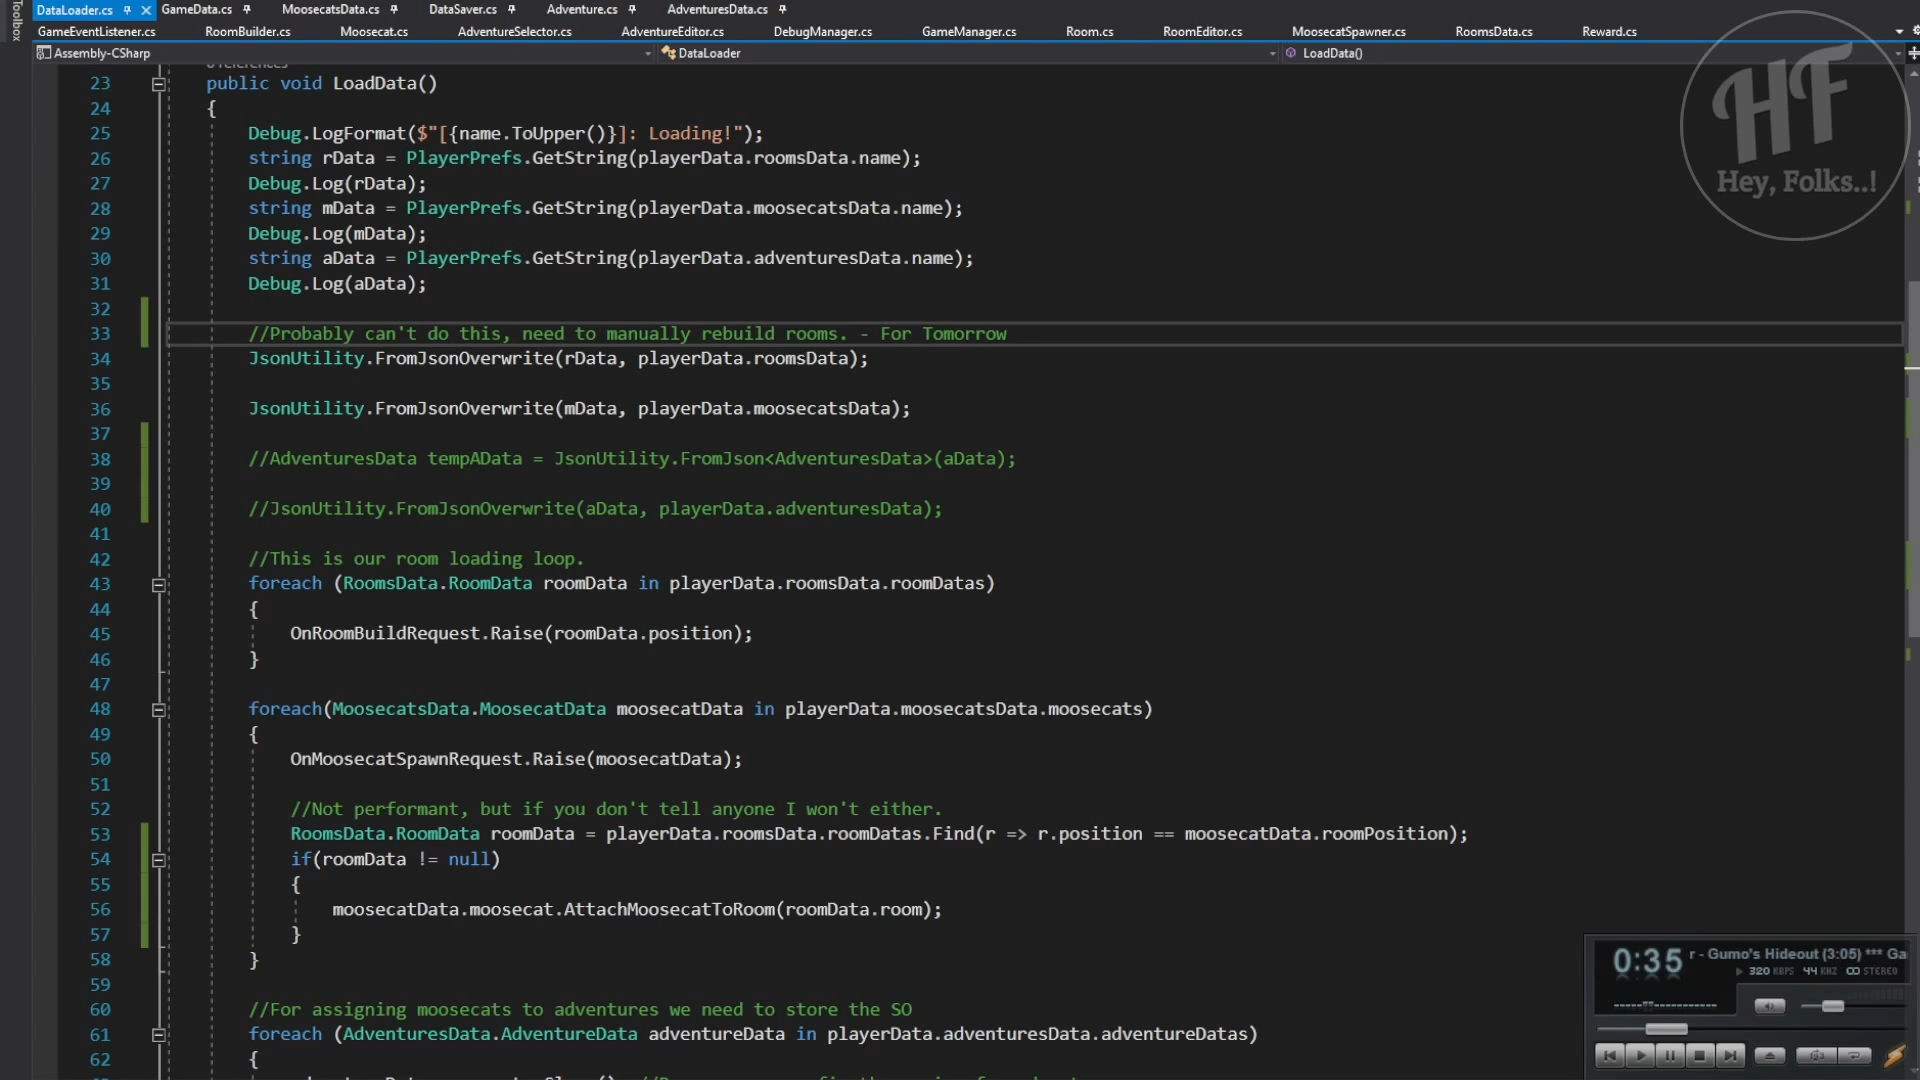 Toolbox
DataLoader.cs GameData.cs MoosecatsData.cs DataSaver.cs Adventure.cs AdventuresData.cs
GameEventListener.cs RoomBuilder.cs Moosecat.cs AdventureSelector.cs AdventureEditor.cs DebugManager.cs GameManager.cs Room.cs RoomEditor.cs MoosecatSpawner.cs RoomsData.cs Reward.cs
Assembly-CSharp DataLoader LoadData()
23 public void LoadData()
24 {
25 Debug.LogFormat($"[{name.ToUpper()}]: Loading!");
26 string rData = PlayerPrefs.GetString(playerData.roomsData.name);
27 Debug.Log(rData);
28 string mData = PlayerPrefs.GetString(playerData.moosecatsData.name);
29 Debug.Log(mData);
30 string aData = PlayerPrefs.GetString(playerData.adventuresData.name);
31 Debug.Log(aData);
32
33 //Probably can't do this, need to manually rebuild rooms. - For Tomorrow
34 JsonUtility.FromJsonOverwrite(rData, playerData.roomsData);
35
36 JsonUtility.FromJsonOverwrite(mData, playerData.moosecatsData);
37
38 //AdventuresData tempAData = JsonUtility.FromJson<AdventuresData>(aData);
39
40 //JsonUtility.FromJsonOverwrite(aData, playerData.adventuresData);
41
42 //This is our room loading loop.
43 foreach (RoomsData.RoomData roomData in playerData.roomsData.roomDatas)
44 {
45 OnRoomBuildRequest.Raise(roomData.position);
46 }
47
48 foreach(MoosecatsData.MoosecatData moosecatData in playerData.moosecatsData.moosecats)
49 {
50 OnMoosecatSpawnRequest.Raise(moosecatData);
51
52 //Not performant, but if you don't tell anyone I won't either.
53 RoomsData.RoomData roomData = playerData.roomsData.roomDatas.Find(r => r.position == moosecatData.roomPosition);
54 if(roomData != null)
55 {
56 moosecatData.moosecat.AttachMoosecatToRoom(roomData.room);
57 }
58 }
59
60 //For assigning moosecats to adventures we need to store the SO
61 foreach (AdventuresData.AdventureData adventureData in playerData.adventuresData.adventureDatas)
62 {
HF
Hey, Folks..!
0:35 r - Gumo's Hideout (3:05) *** Ga
320 KBPS 44 KHZ STEREO